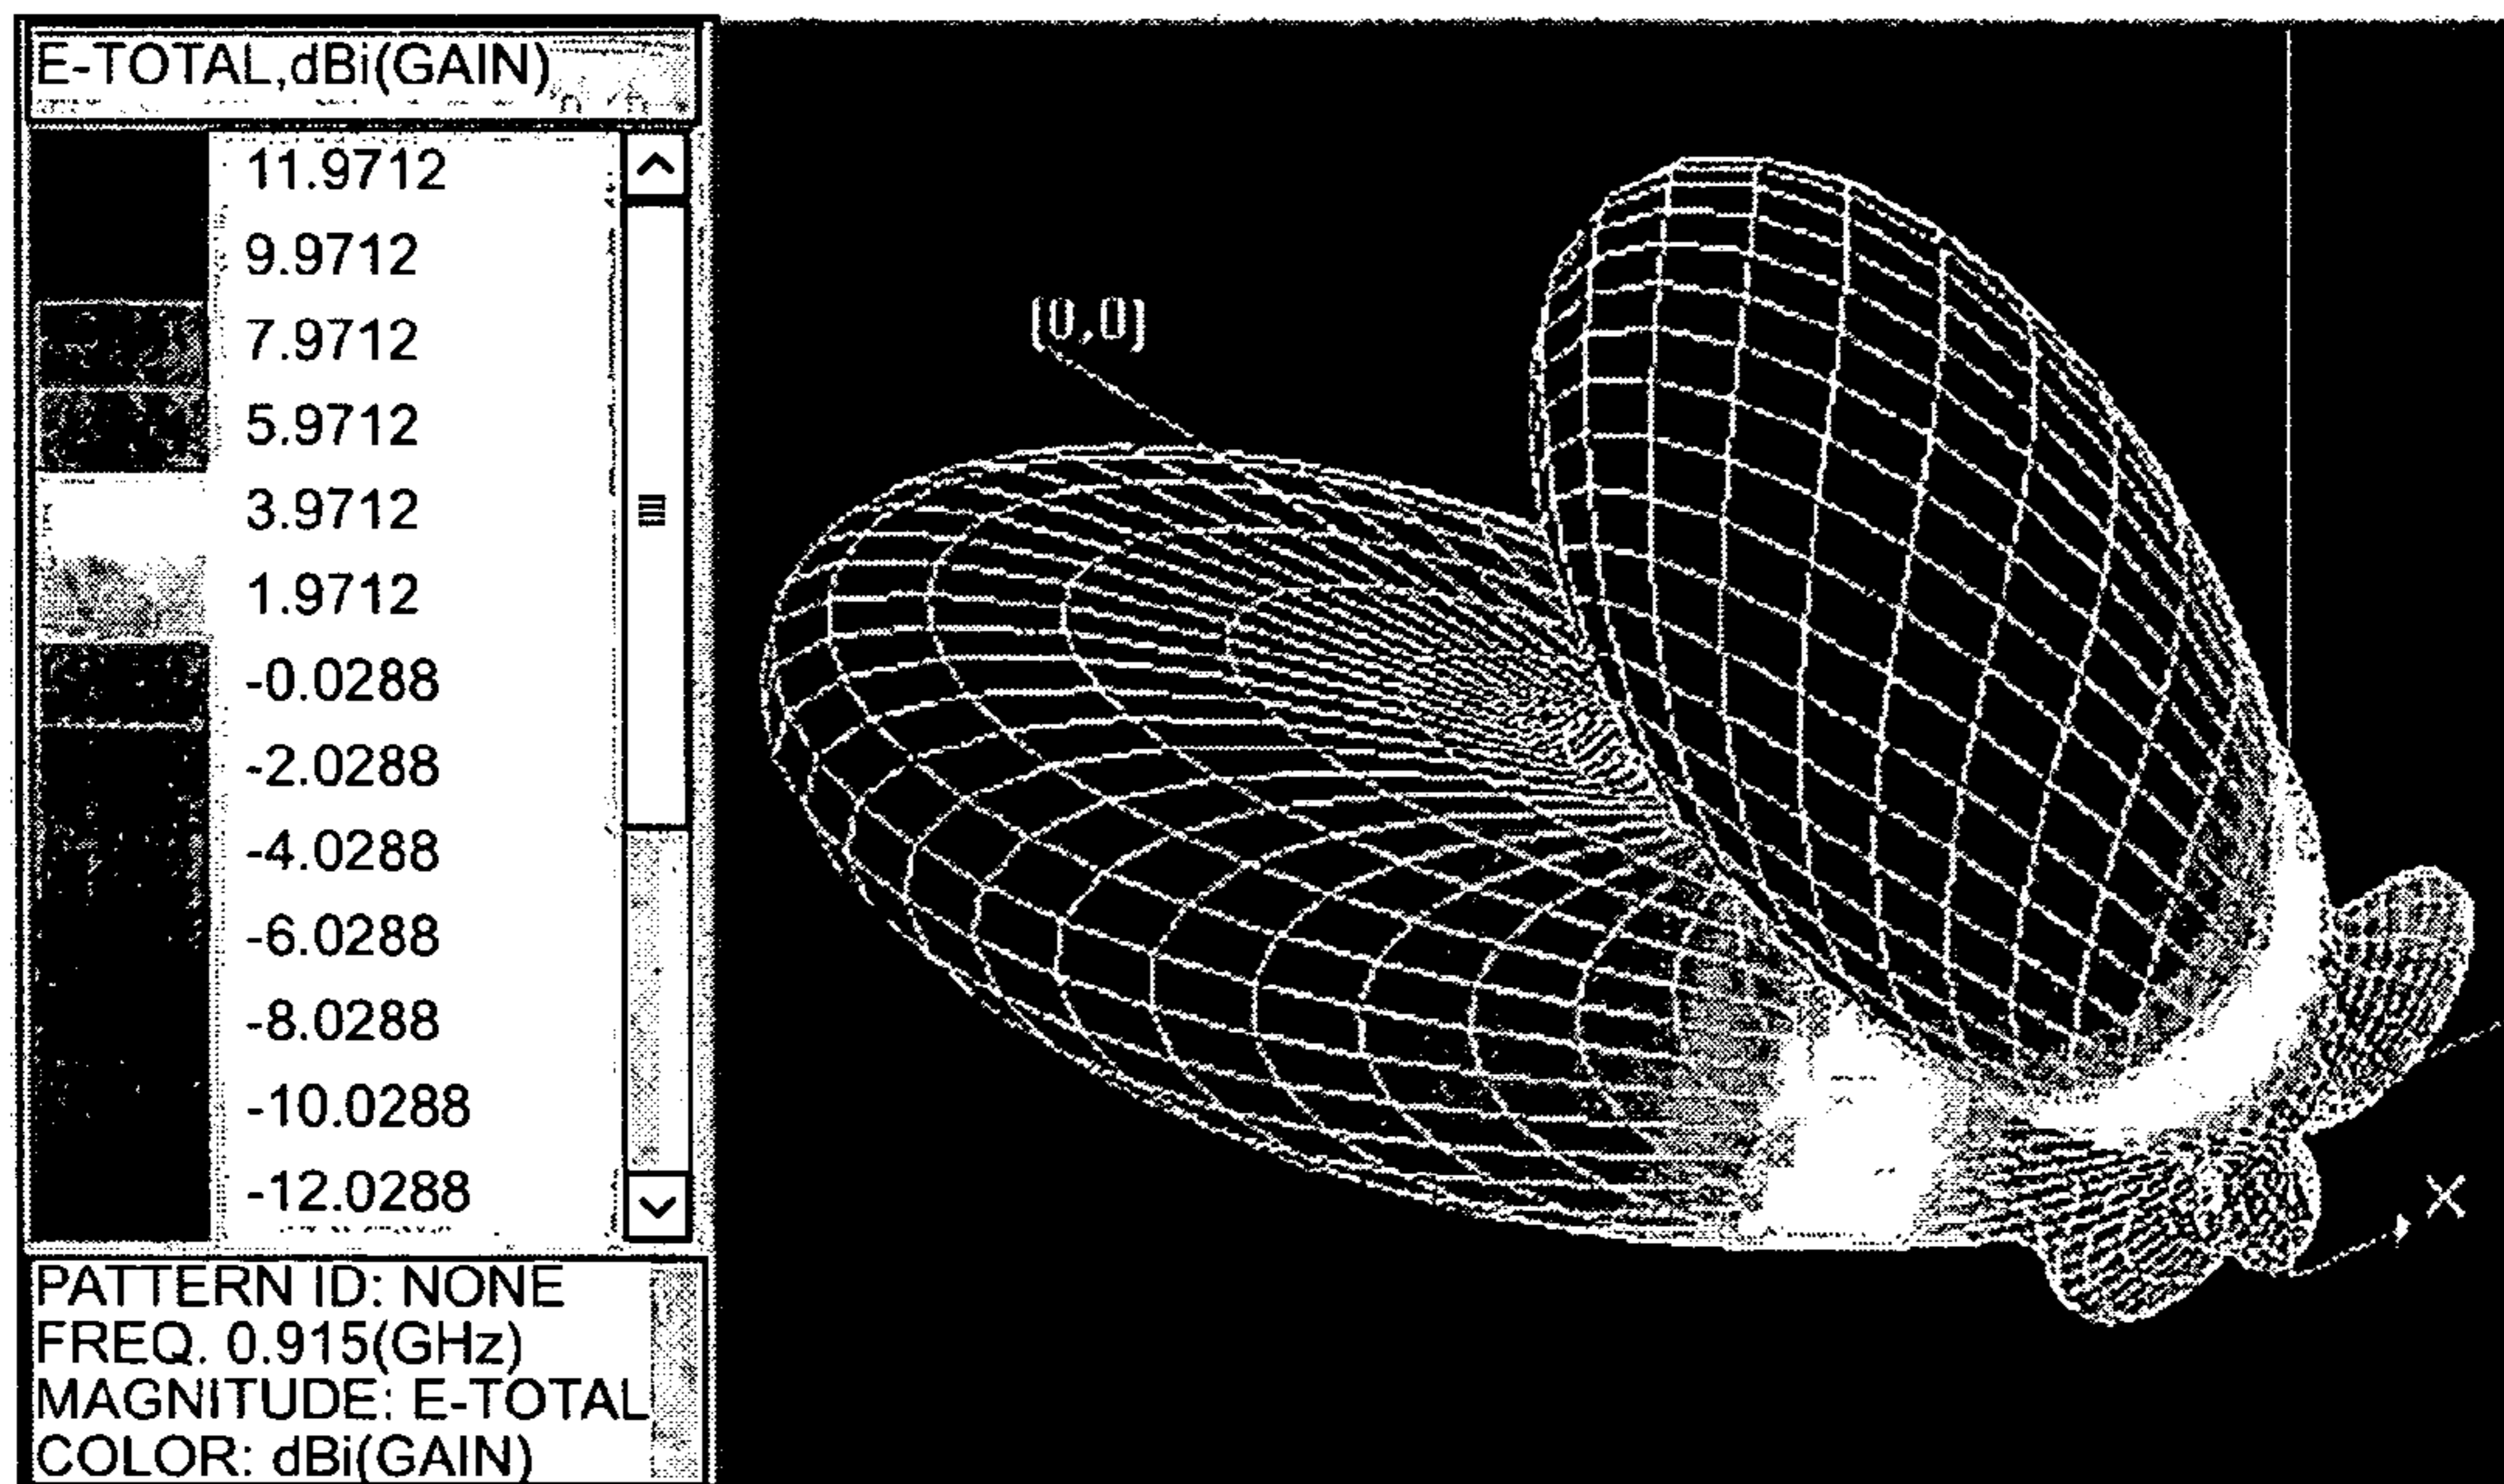 E-TOTAL,dBi(GAIN)
11.9712
9.9712
7.9712
5.9712
3.9712
1.9712
-0.0288
-2.0288
-4.0288
-6.0288
-8.0288
-10.0288
-12.0288
PATTERN ID: NONE
FREQ. 0.915(GHz)
MAGNITUDE: E-TOTAL
COLOR: dBi(GAIN)
(0,0)
X